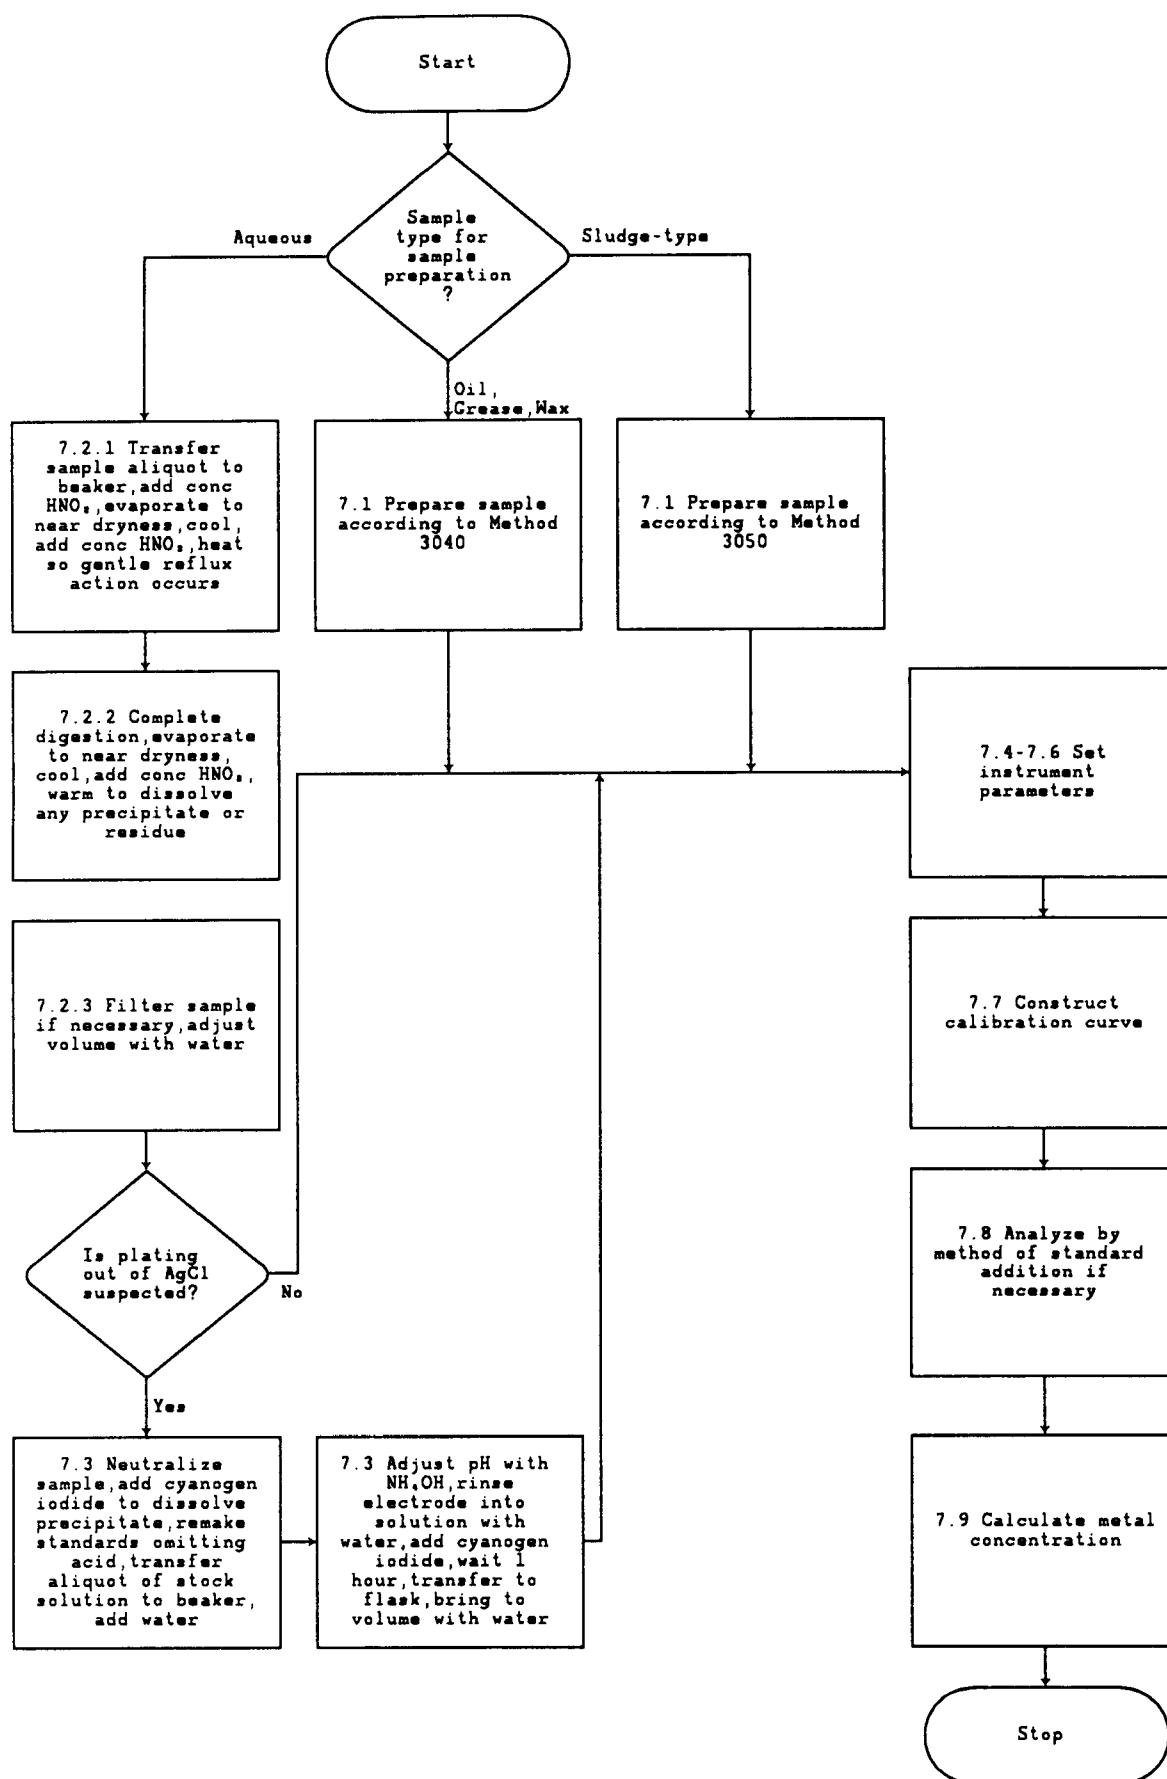 Start
Sample
type for
sample
preparation
?
Aqueous
Sludge-type
Oil,
Grease,Wax
7.2.1 Transfer
sample aliquot to
beaker,add conc
HNO₃,evaporate to
near dryness,cool,
add conc HNO₃,heat
so gentle reflux
action occurs
7.1 Prepare sample
according to Method
3040
7.1 Prepare sample
according to Method
3050
7.2.2 Complete
digestion,evaporate
to near dryness,
cool,add conc HNO₃,
warm to dissolve
any precipitate or
residue
7.2.3 Filter sample
if necessary,adjust
volume with water
Is plating
out of AgCl
suspected?
No
Yes
7.3 Neutralize
sample,add cyanogen
iodide to dissolve
precipitate,remake
standards omitting
acid,transfer
aliquot of stock
solution to beaker,
add water
7.3 Adjust pH with
NH₄OH,rinse
electrode into
solution with
water,add cyanogen
iodide,wait 1
hour,transfer to
flask,bring to
volume with water
7.4-7.6 Set
instrument
parameters
7.7 Construct
calibration curve
7.8 Analyze by
method of standard
addition if
necessary
7.9 Calculate metal
concentration
Stop